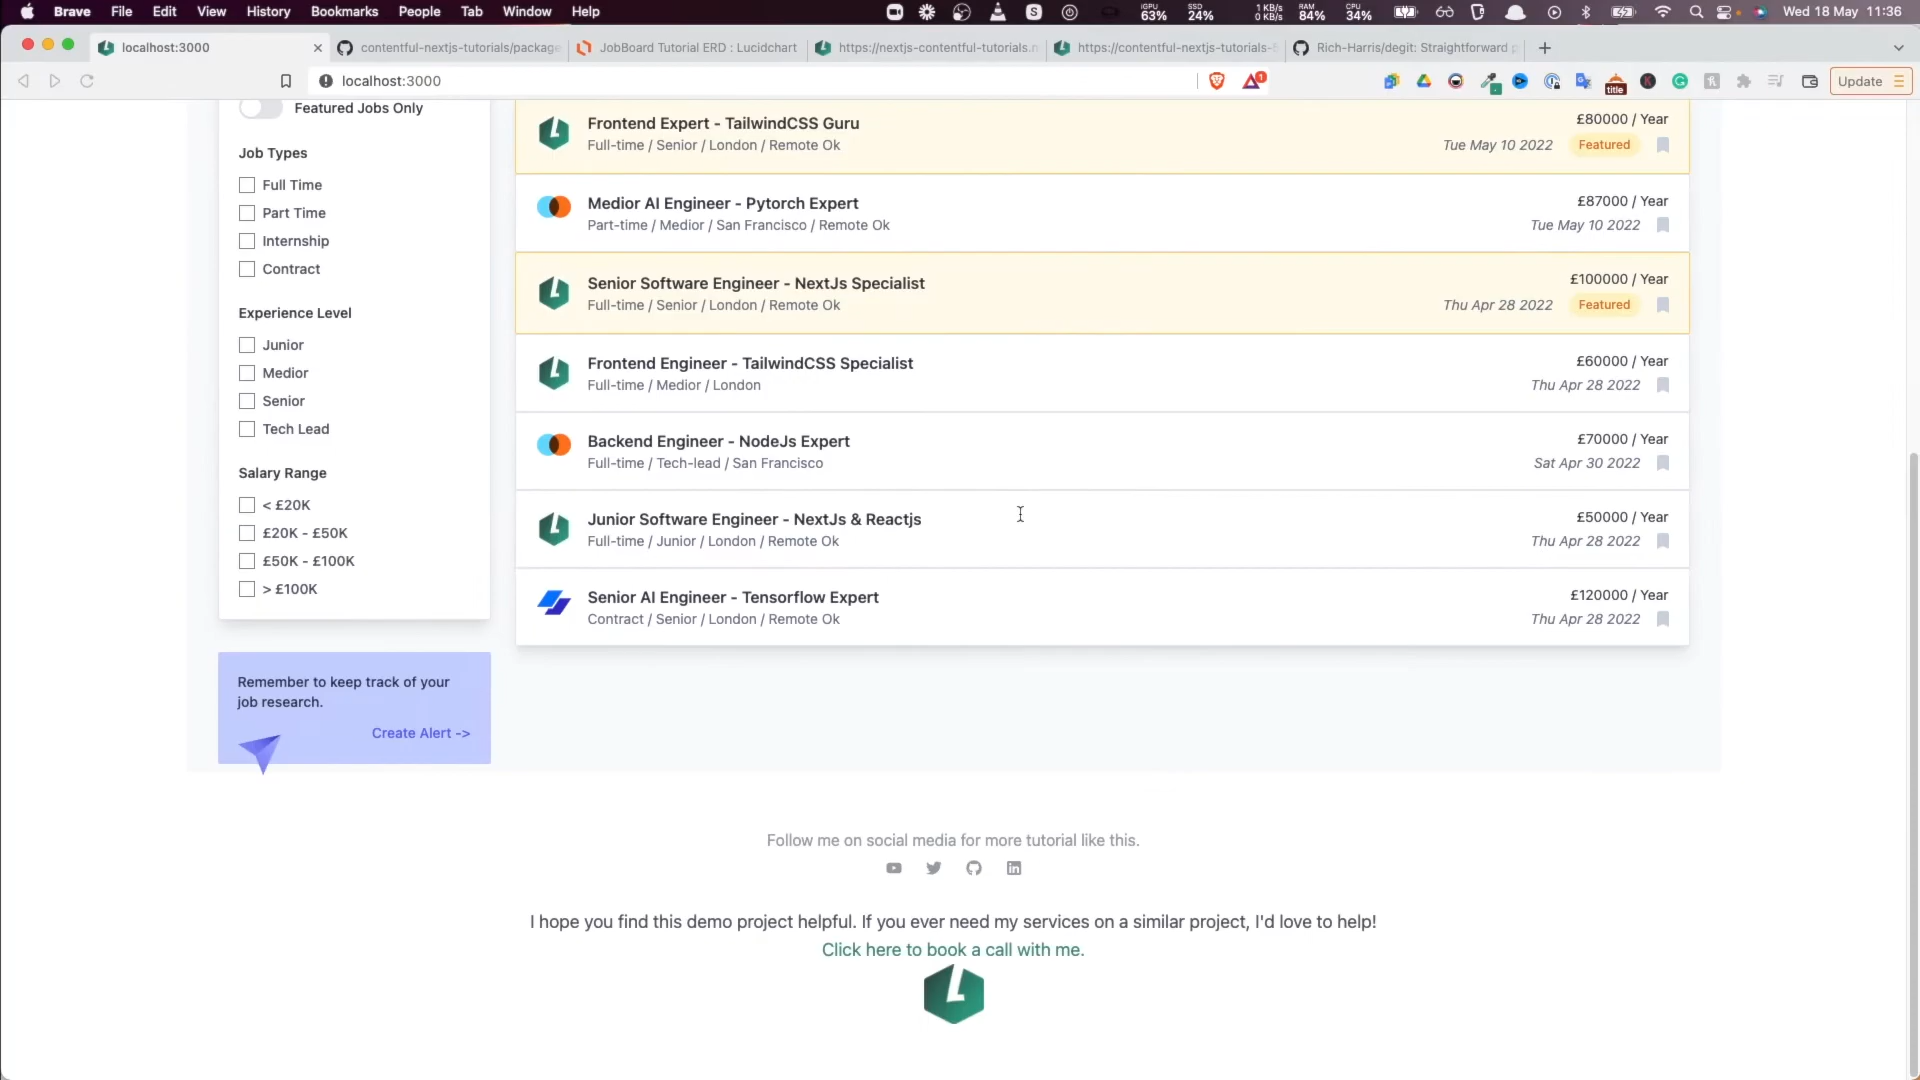 Brave File Edit View History Bookmarks People Tab Window Help
iGPU 63% SSD 24% 1 KB/s 0 KB/s RAM 84% CPU 34% Wed 18 May 11:36
localhost:3000
contentful-nextjs-tutorials/package
JobBoard Tutorial ERD : Lucidchart
https://nextjs-contentful-tutorials.n
https://contentful-nextjs-tutorials-
Rich-Harris/degit: Straightforward p
localhost:3000
1
title
Update
Featured Jobs Only
Job Types
Full Time
Part Time
Internship
Contract
Experience Level
Junior
Medior
Senior
Tech Lead
Salary Range
< £20K
£20K - £50K
£50K - £100K
> £100K
Remember to keep track of your
job research.
Create Alert ->
Frontend Expert - TailwindCSS Guru
£80000 / Year
Full-time / Senior / London / Remote Ok
Tue May 10 2022 Featured
Medior AI Engineer - Pytorch Expert
£87000 / Year
Part-time / Medior / San Francisco / Remote Ok
Tue May 10 2022
Senior Software Engineer - NextJs Specialist
£100000 / Year
Full-time / Senior / London / Remote Ok
Thu Apr 28 2022 Featured
Frontend Engineer - TailwindCSS Specialist
£60000 / Year
Full-time / Medior / London
Thu Apr 28 2022
Backend Engineer - NodeJs Expert
£70000 / Year
Full-time / Tech-lead / San Francisco
Sat Apr 30 2022
Junior Software Engineer - NextJs & Reactjs
£50000 / Year
Full-time / Junior / London / Remote Ok
Thu Apr 28 2022
Senior AI Engineer - Tensorflow Expert
£120000 / Year
Contract / Senior / London / Remote Ok
Thu Apr 28 2022
Follow me on social media for more tutorial like this.
I hope you find this demo project helpful. If you ever need my services on a similar project, I'd love to help!
Click here to book a call with me.